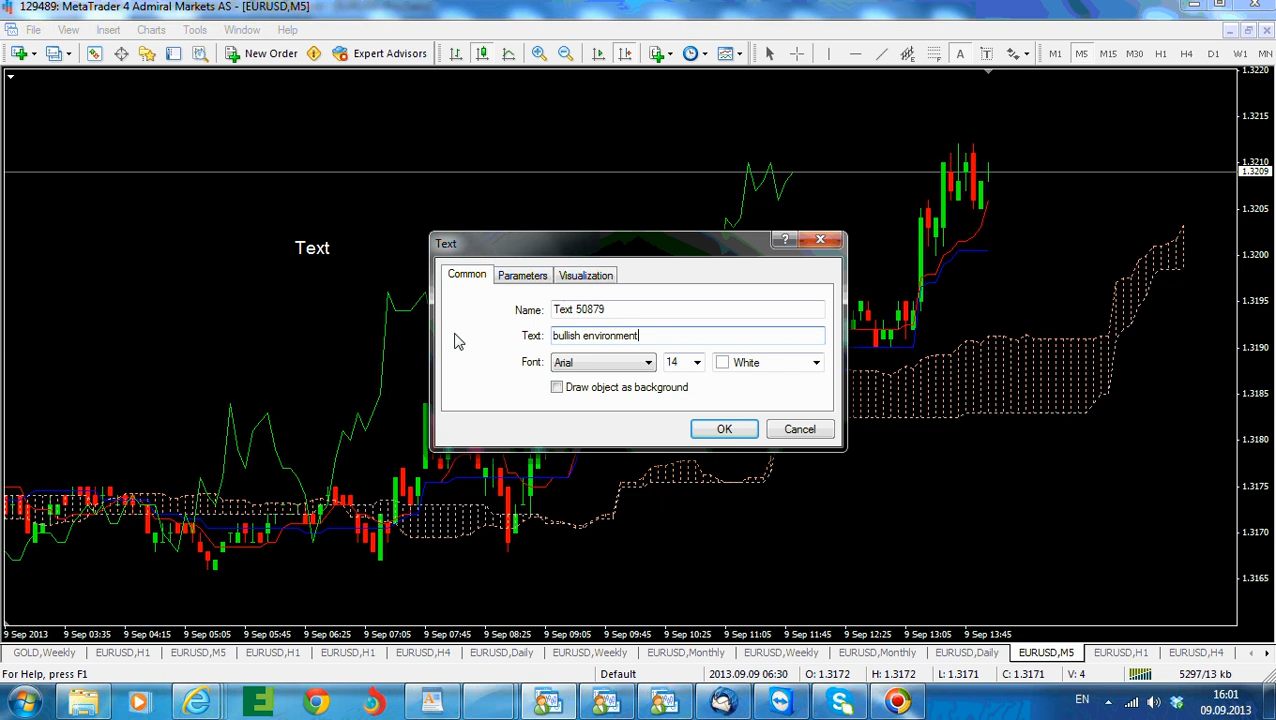 129489: MetaTrader 4 Admiral Markets AS - [EURUSD,M5]
File View Insert Charts Tools Window Help
New Order Expert Advisors A T M1 M5 M15 M30 H1 H4 D1 W1 MN
1.3220
1.3215
1.3210
1.3209
1.3205
1.3200
1.3195
1.3190
1.3185
1.3180
1.3175
1.3170
1.3165
Text
Text
Common Parameters Visualization
Name: Text 50879
Text: bullish environment
Font: Arial 14 White
Draw object as background
OK Cancel
9 Sep 2013 9 Sep 03:35 9 Sep 04:15 9 Sep 05:05 9 Sep 05:45 9 Sep 06:25 9 Sep 07:05 9 Sep 07:45 9 Sep 08:25 9 Sep 09:05 9 Sep 09:45 9 Sep 10:25 9 Sep 11:05 9 Sep 11:45 9 Sep 12:25 9 Sep 13:05 9 Sep 13:45
GOLD,Weekly EURUSD,H1 EURUSD,M5 EURUSD,H1 EURUSD,H1 EURUSD,H4 EURUSD,Daily EURUSD,Weekly EURUSD,Monthly EURUSD,Weekly EURUSD,Monthly EURUSD,Daily EURUSD,M5 EURUSD,H1 EURUSD,H4
For Help, press F1 Default 2013.09.09 06:30 O: 1.3172 H: 1.3172 L: 1.3171 C: 1.3171 V: 4 5297/13 kb
EN 16:01
09.09.2013